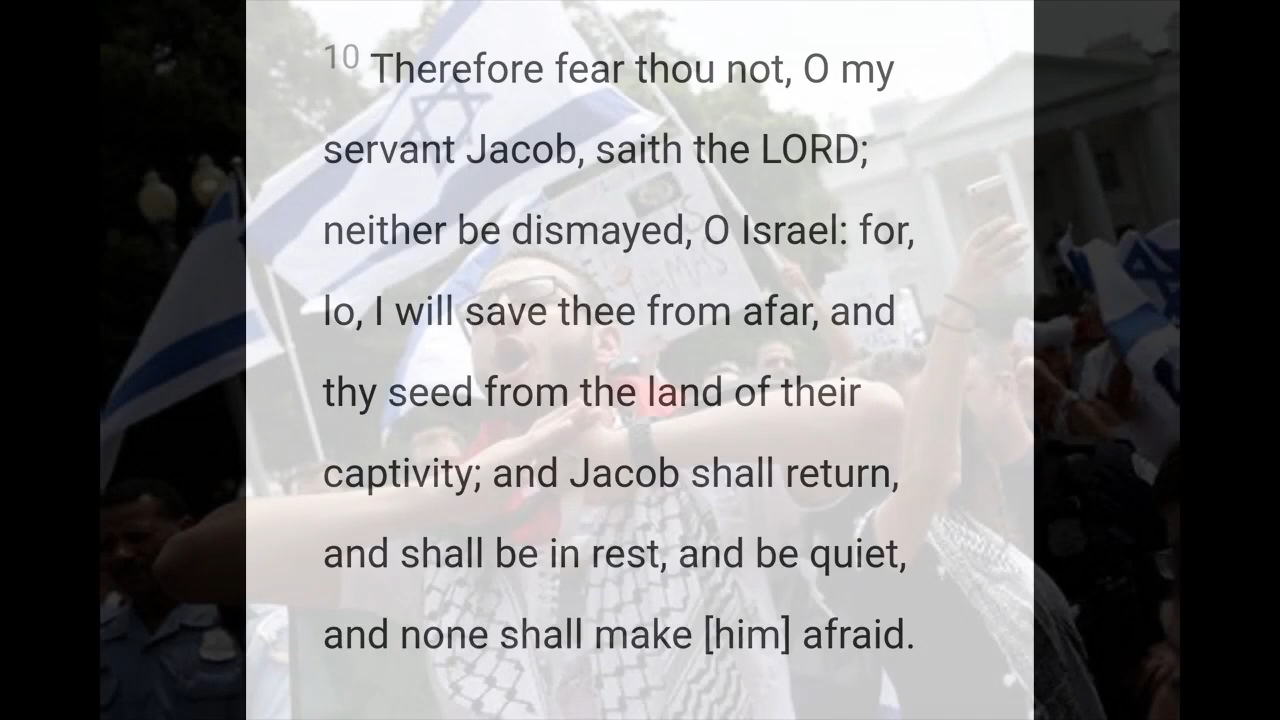 10 Therefore fear thou not, O my
servant Jacob, saith the LORD;
neither be dismayed, O Israel: for,
lo, I will save thee from afar, and
thy seed from the land of their
captivity; and Jacob shall return,
and shall be in rest, and be quiet,
and none shall make [him] afraid.